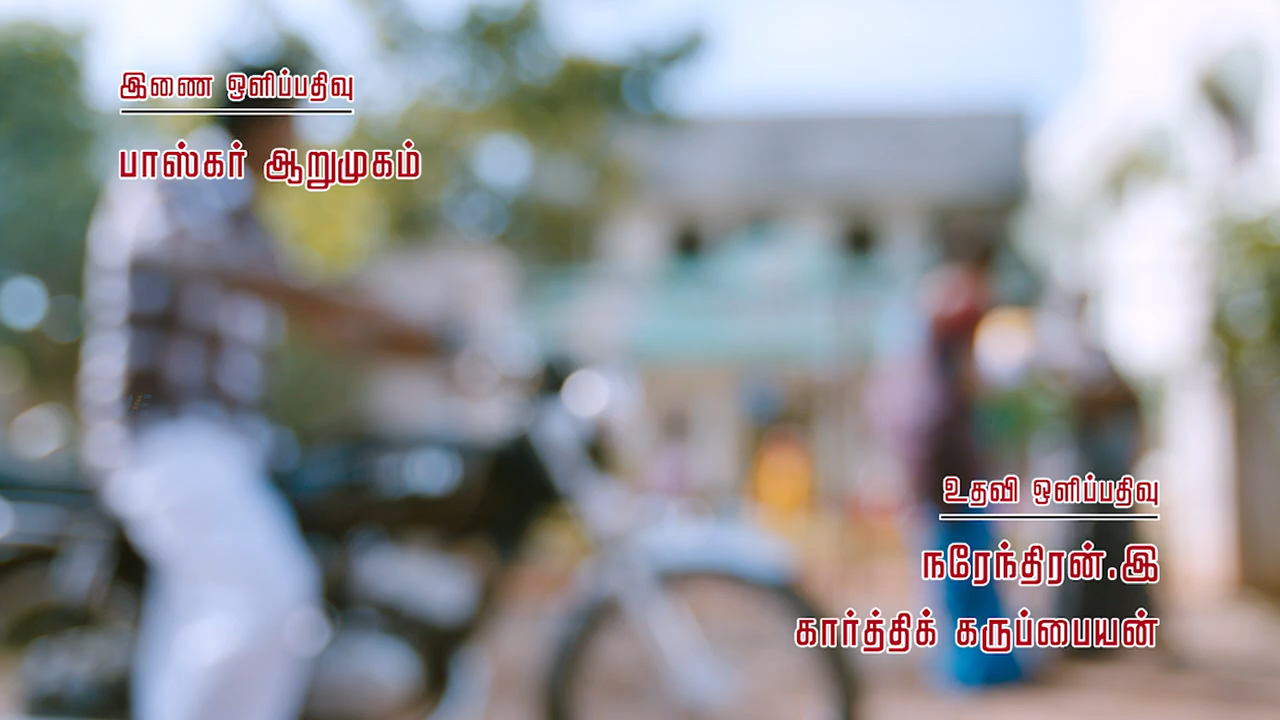 இணை ஒளிப்பதிவு
பாஸ்கர் ஆறுமுகம்
உதவி ஒளிப்பதிவு
நரேந்திரன்.இ
கார்த்திக் கருப்பையன்